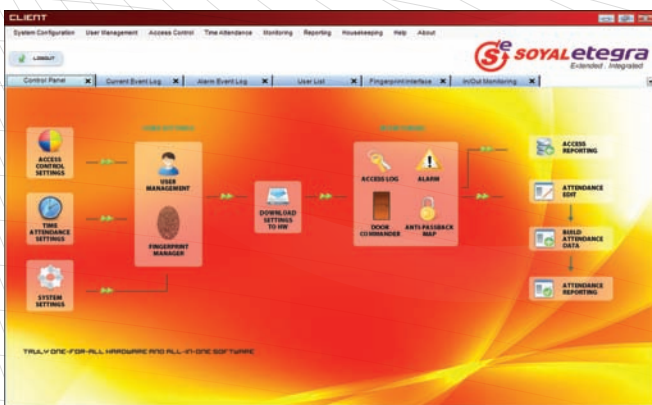 CLIENT
System Configuration User Management Access Control Time Attendance Monitoring Reporting Housekeeping Help About
LOGOUT
Se SOYALetegra
Extended . Integrated
Control Panel Current Event Log Alarm Event Log User List Fingerprint Interface In/Out Monitoring
ACCESS
CONTROL
SETTINGS
USER
MANAGEMENT
ACCESS LOG
ALARM
ACCESS
REPORTING
TIME
ATTENDANCE
SETTINGS
FINGERPRINT
MANAGER
DOWNLOAD
SETTINGS
TO HW
DOOR
COMMANDER
ANTI-PASSBACK
MAP
ATTENDANCE
EDIT
BUILD
ATTENDANCE
DATA
SYSTEM
SETTINGS
ATTENDANCE
REPORTING
TRULY ONE-FOR-ALL HARDWARE AND ALL-IN-ONE SOFTWARE